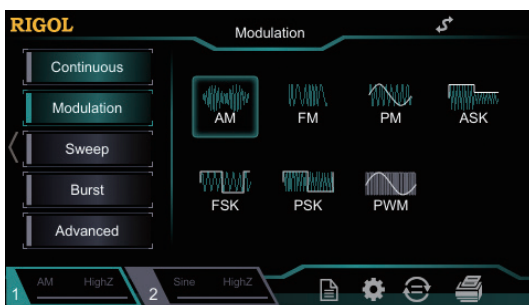 RIGOL
Modulation
Continuous
Modulation
Sweep
Burst
Advanced
AM FM PM ASK
FSK PSK PWM
1 AM HighZ 2 Sine HighZ